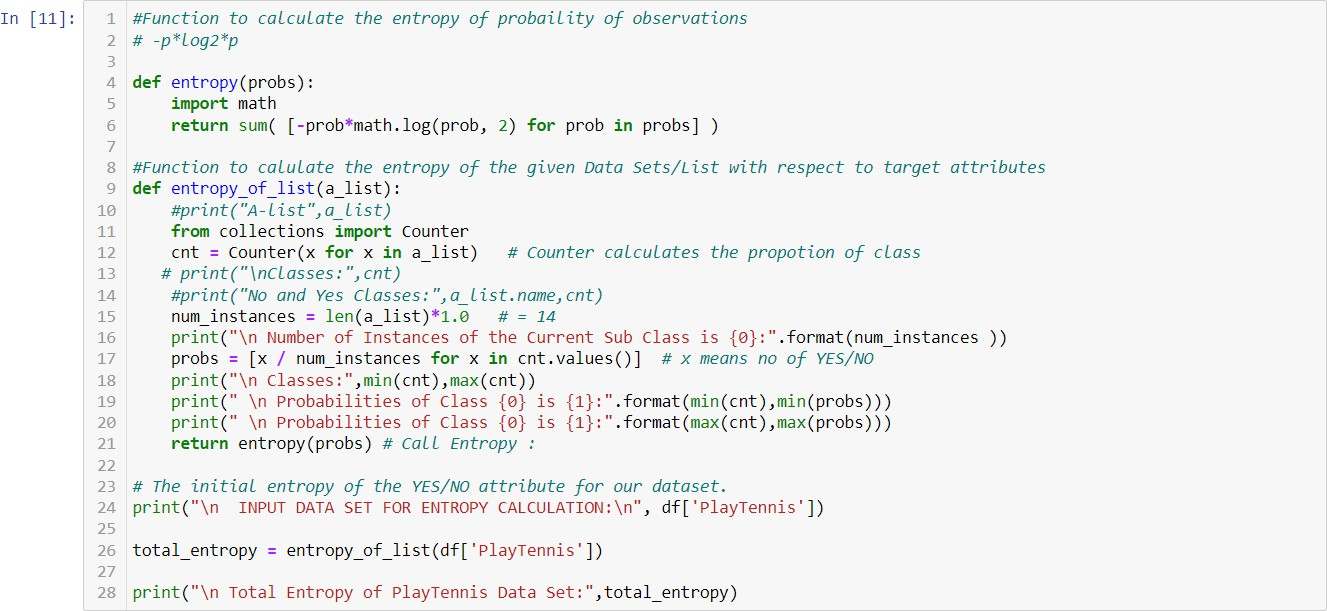 In [11]:
1 #Function to calculate the entropy of probaility of observations
2 # -p*log2*p
3
4 def entropy(probs):
5     import math
6     return sum( [-prob*math.log(prob, 2) for prob in probs] )
7
8 #Function to calulate the entropy of the given Data Sets/List with respect to target attributes
9 def entropy_of_list(a_list):
10     #print("A-list",a_list)
11     from collections import Counter
12     cnt = Counter(x for x in a_list)   # Counter calculates the propotion of class
13    # print("\nClasses:",cnt)
14     #print("No and Yes Classes:",a_list.name,cnt)
15     num_instances = len(a_list)*1.0   # = 14
16     print("\n Number of Instances of the Current Sub Class is {0}:".format(num_instances ))
17     probs = [x / num_instances for x in cnt.values()]  # x means no of YES/NO
18     print("\n Classes:",min(cnt),max(cnt))
19     print(" \n Probabilities of Class {0} is {1}:".format(min(cnt),min(probs)))
20     print(" \n Probabilities of Class {0} is {1}:".format(max(cnt),max(probs)))
21     return entropy(probs) # Call Entropy :
22
23 # The initial entropy of the YES/NO attribute for our dataset.
24 print("\n  INPUT DATA SET FOR ENTROPY CALCULATION:\n", df['PlayTennis'])
25
26 total_entropy = entropy_of_list(df['PlayTennis'])
27
28 print("\n Total Entropy of PlayTennis Data Set:",total_entropy)